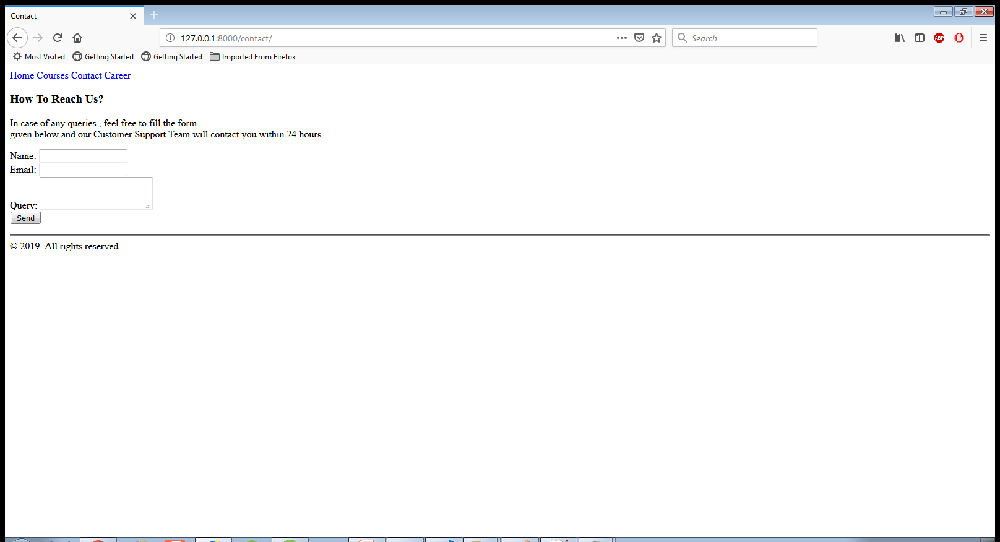 Contact
127.0.0.1:8000/contact/
Search
ABP
Most Visited Getting Started Getting Started Imported From Firefox
Home Courses Contact Career
How To Reach Us?
In case of any queries , feel free to fill the form
given below and our Customer Support Team will contact you within 24 hours.
Name:
Email:
Query:
Send
© 2019. All rights reserved